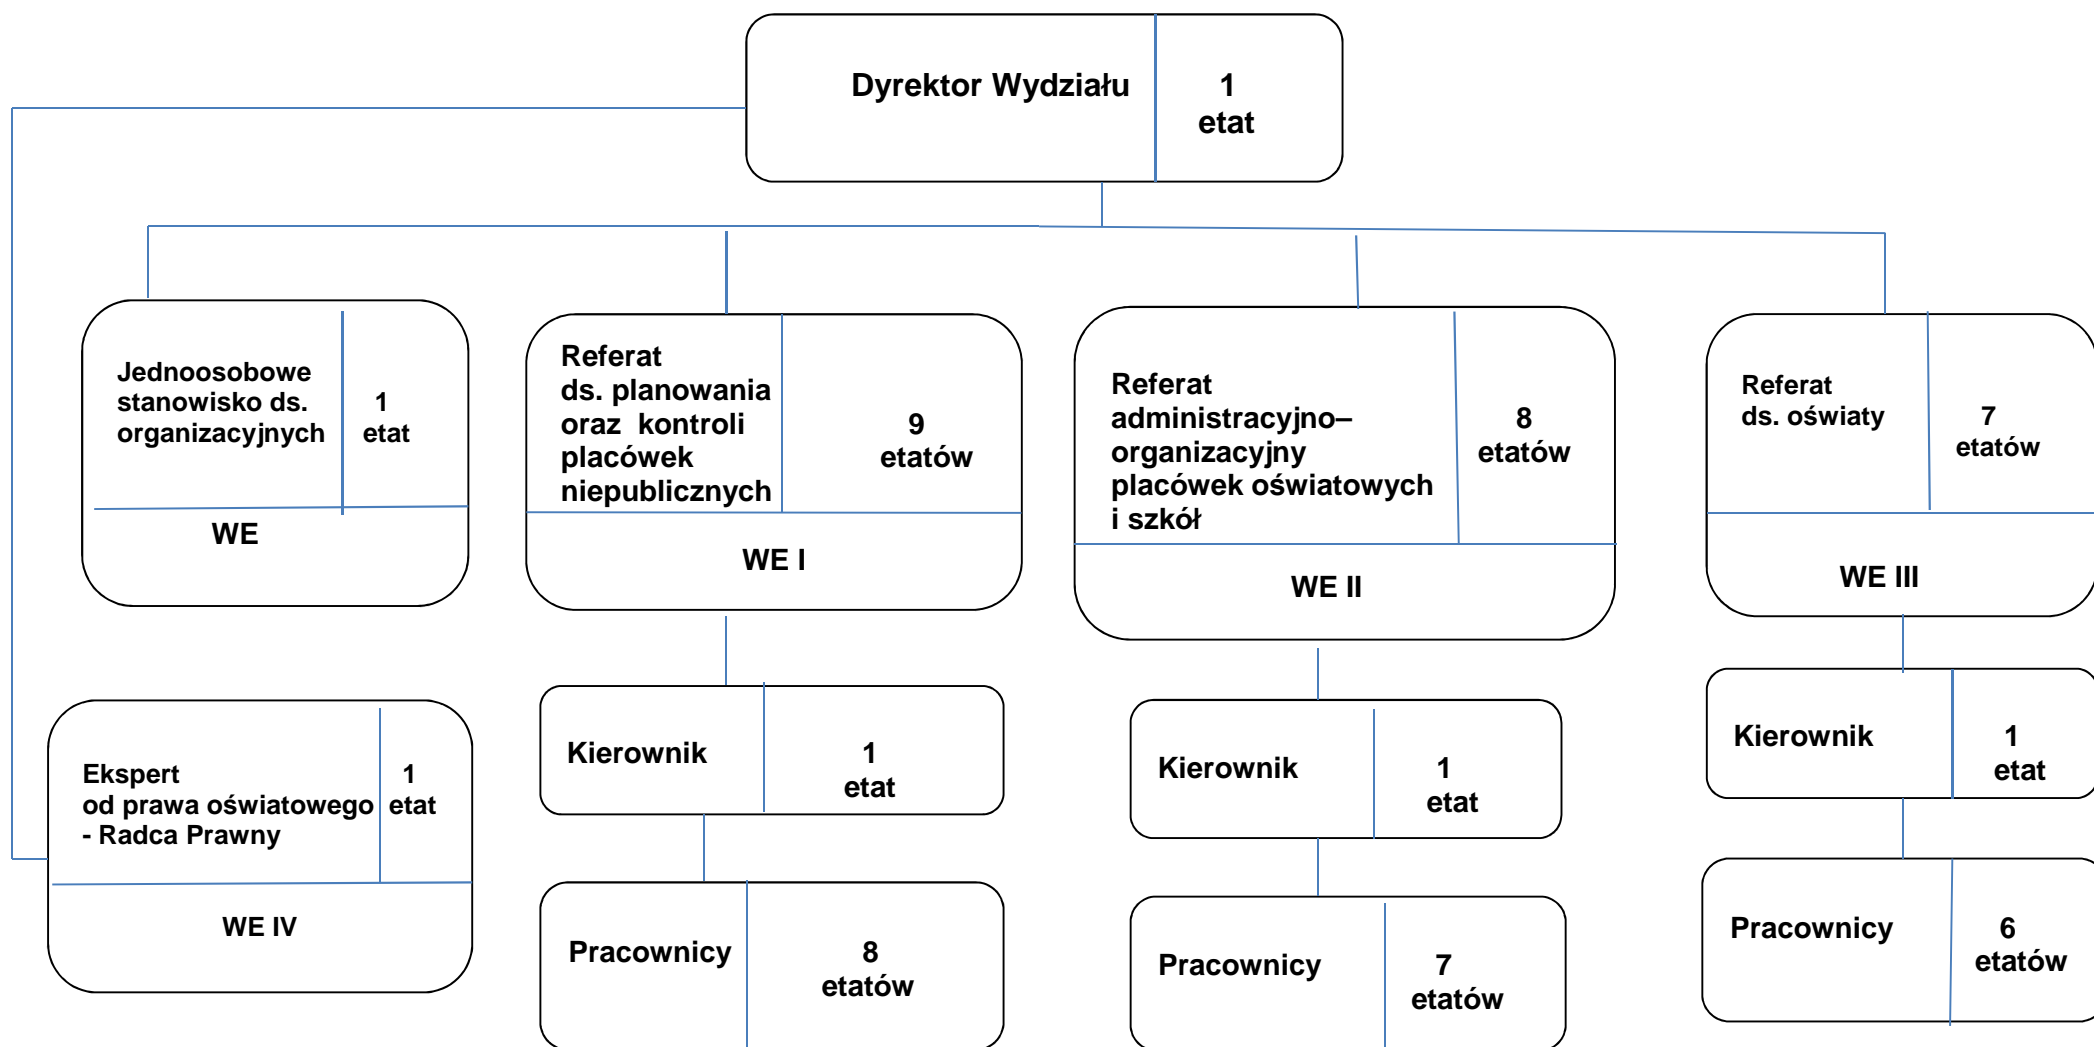 Dyrektor Wydziału
1
etat
Jednoosobowe
stanowisko ds.
organizacyjnych
1
etat
WE
Referat
ds. planowania
oraz kontroli
placówek
niepublicznych
9
etatów
WE I
Referat
administracyjno–
organizacyjny
placówek oświatowych
i szkół
8
etatów
WE II
Referat
ds. oświaty
7
etatów
WE III
Ekspert
od prawa oświatowego
- Radca Prawny
1
etat
WE IV
Kierownik
1
etat
Pracownicy
8
etatów
Kierownik
1
etat
Pracownicy
7
etatów
Kierownik
1
etat
Pracownicy
6
etatów